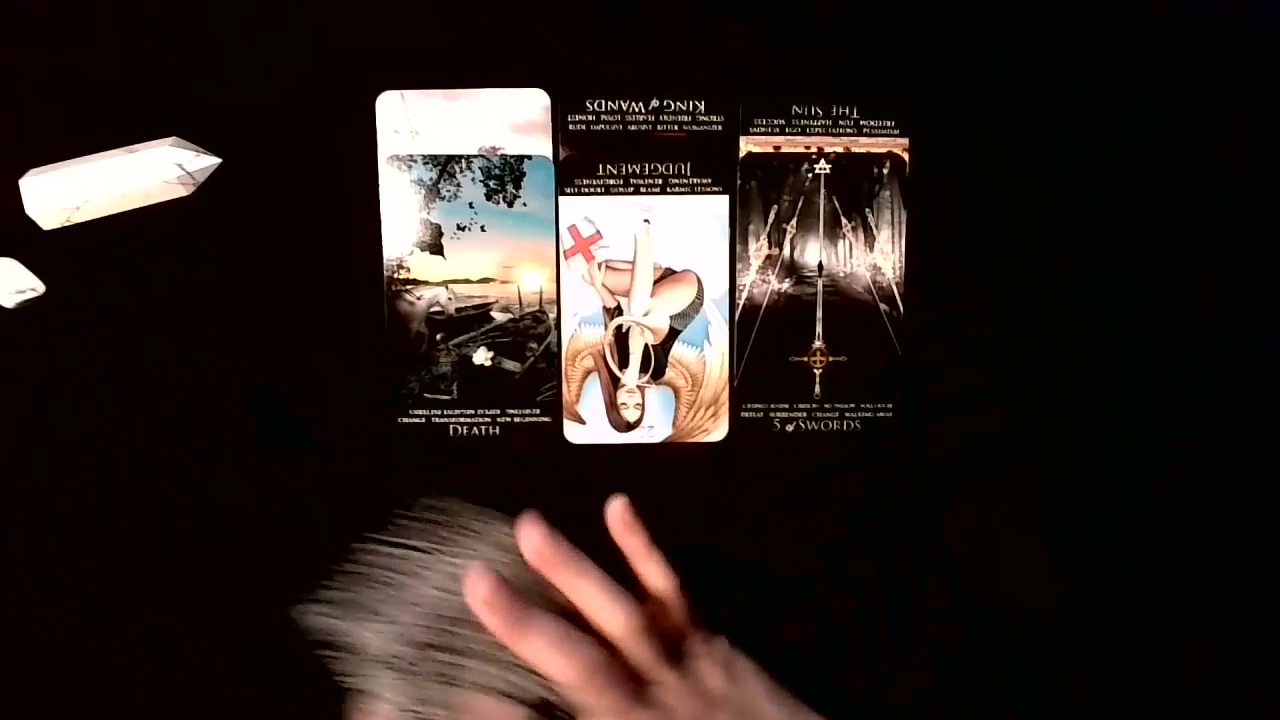 KING of WANDS
STRONG FRIENDLY FEARLESS LOYAL HONEST
RUDE IMPULSIVE ABUSIVE BITTER WOMANIZER
JUDGEMENT
AWAKENING RENEWAL FORGIVENESS
SELF-DOUBT GOSSIP BLAME KARMIC LESSONS
20
THE SUN
FREEDOM FUN HAPPINESS SUCCESS
SADNESS EGO EXPECTATIONS PESSIMISM
CHANGE TRANSFORMATION NEW BEGINNING
DEATH
DEFEAT SURRENDER CHANGE WALKING AWAY
5 of SWORDS